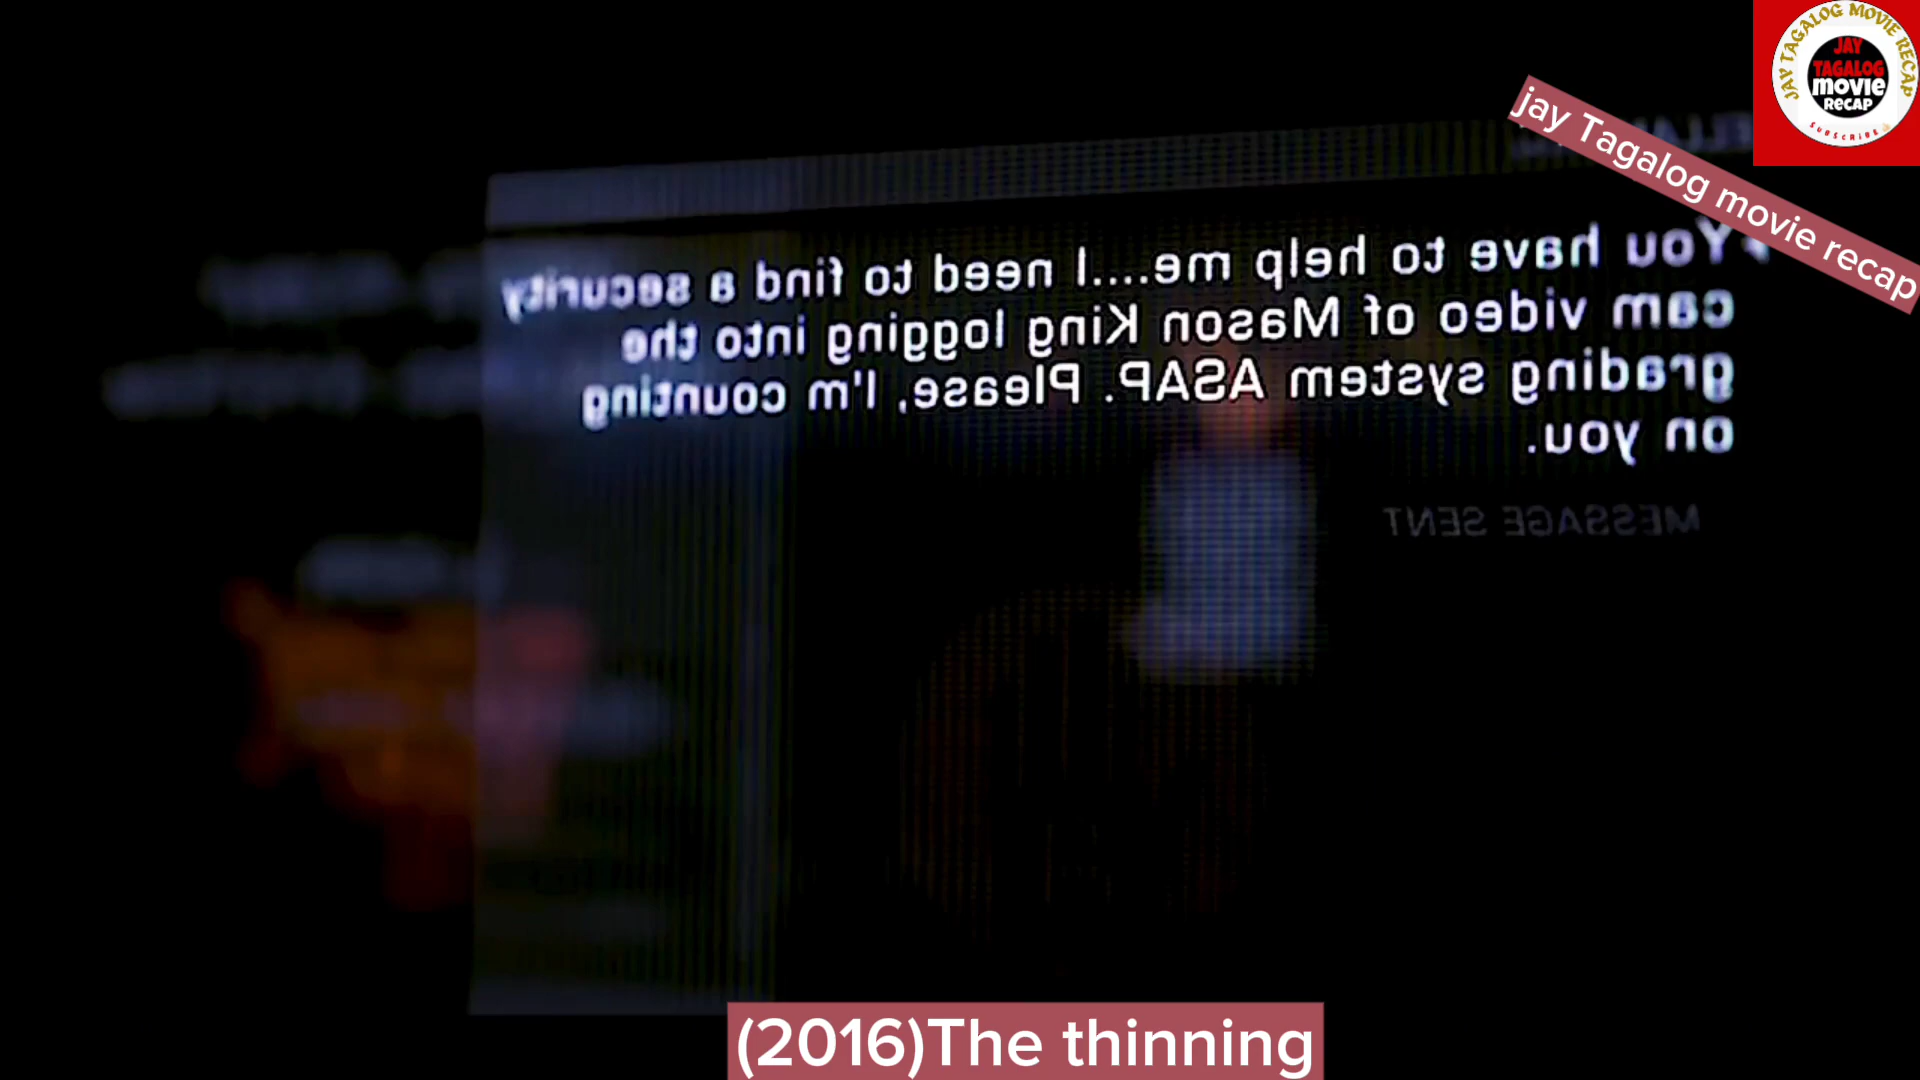 JAY TAGALOG MOVIE RECAP
JAY
TAGALOG
movie
RECAP
SUBSCRIBE
jay Tagalog movie recap
You have to help me....I need to find a security
cam video of Mason King logging into the
grading system ASAP. Please, I'm counting
on you.
MESSAGE SENT
(2016)The thinning